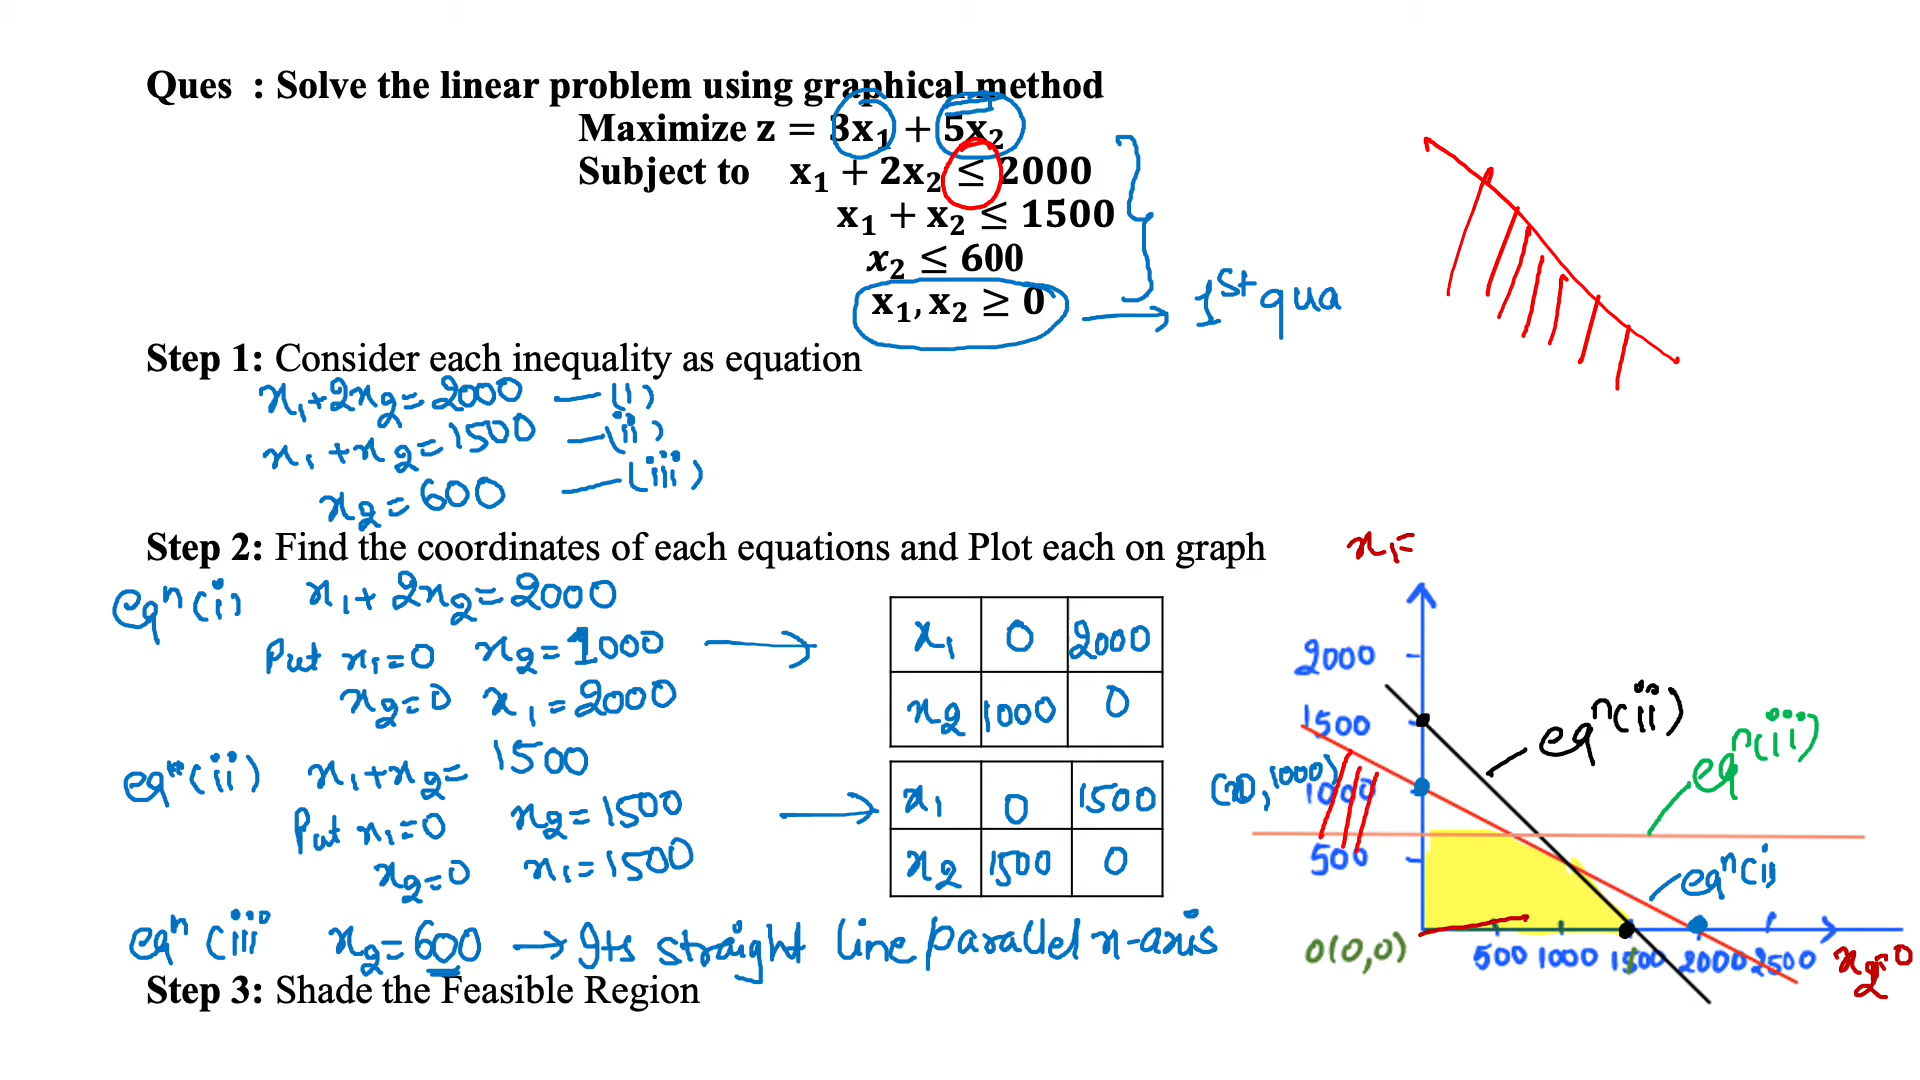 Ques : Solve the linear problem using graphical method
Maximize z = 3x₁ + 5x₂
Subject to x₁ + 2x₂ ≤ 2000
x₁ + x₂ ≤ 1500
x₂ ≤ 600
x₁, x₂ ≥ 0 → 1st qua
Step 1: Consider each inequality as equation
x₁+2x₂=2000 —(i)
x₁+x₂=1500 —(ii)
x₂=600 —(iii)
Step 2: Find the coordinates of each equations and Plot each on graph
eqⁿ(i) x₁+2x₂=2000
Put x₁=0 x₂=1000 →
x₂=0 x₁=2000
x₁ 0 2000
x₂ 1000 0
eqⁿ(ii) x₁+x₂= 1500
Put x₁=0 x₂=1500 →
x₂=0 x₁=1500
x₁ 0 1500
x₂ 1500 0
eqⁿ(iii) x₂=600 → Its straight line parallel x-axis
Step 3: Shade the Feasible Region
x₁=
2000
1500
1000
500
(0,1000)
eqⁿ(ii)
eqⁿ(iii)
eqⁿ(i)
0(0,0)
500 1000 1500 2000 2500
x₂=0